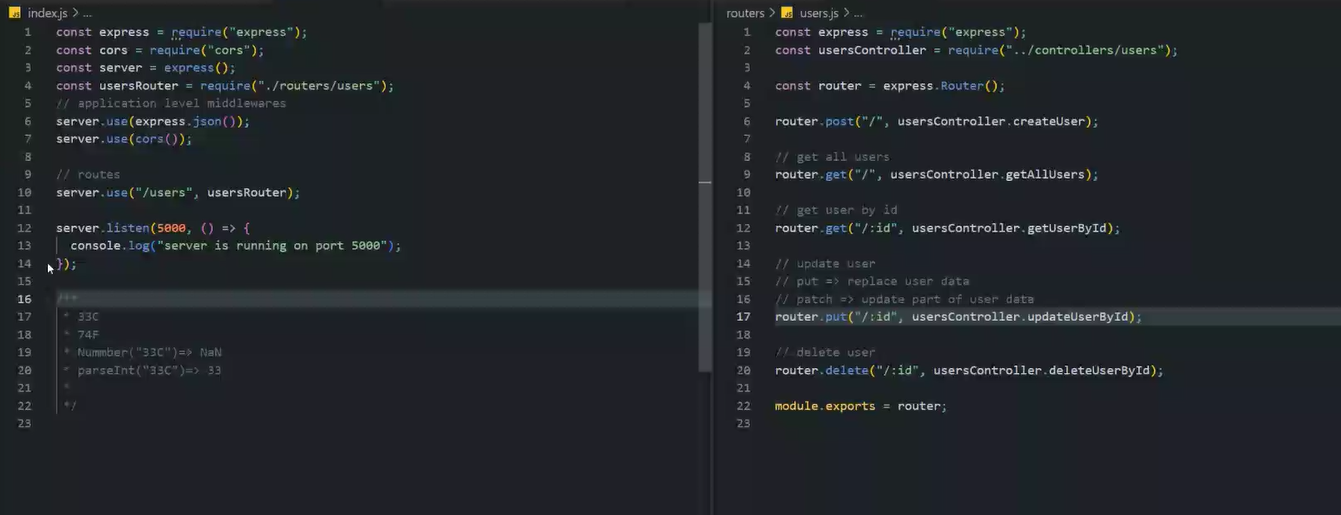 index.js > ...
1 const express = require("express");
2 const cors = require("cors");
3 const server = express();
4 const usersRouter = require("./routers/users");
5 // application level middlewares
6 server.use(express.json());
7 server.use(cors());
8
9 // routes
10 server.use("/users", usersRouter);
11
12 server.listen(5000, () => {
13 console.log("server is running on port 5000");
14 });
15
16 /**
17 * 33C
18 * 74F
19 * Nummber("33C")=> NaN
20 * parseInt("33C")=> 33
21 *
22 */
23
routers > users.js > ...
1 const express = require("express");
2 const usersController = require("../controllers/users");
3
4 const router = express.Router();
5
6 router.post("/", usersController.createUser);
7
8 // get all users
9 router.get("/", usersController.getAllUsers);
10
11 // get user by id
12 router.get("/:id", usersController.getUserById);
13
14 // update user
15 // put => replace user data
16 // patch => update part of user data
17 router.put("/:id", usersController.updateUserById);
18
19 // delete user
20 router.delete("/:id", usersController.deleteUserById);
21
22 module.exports = router;
23